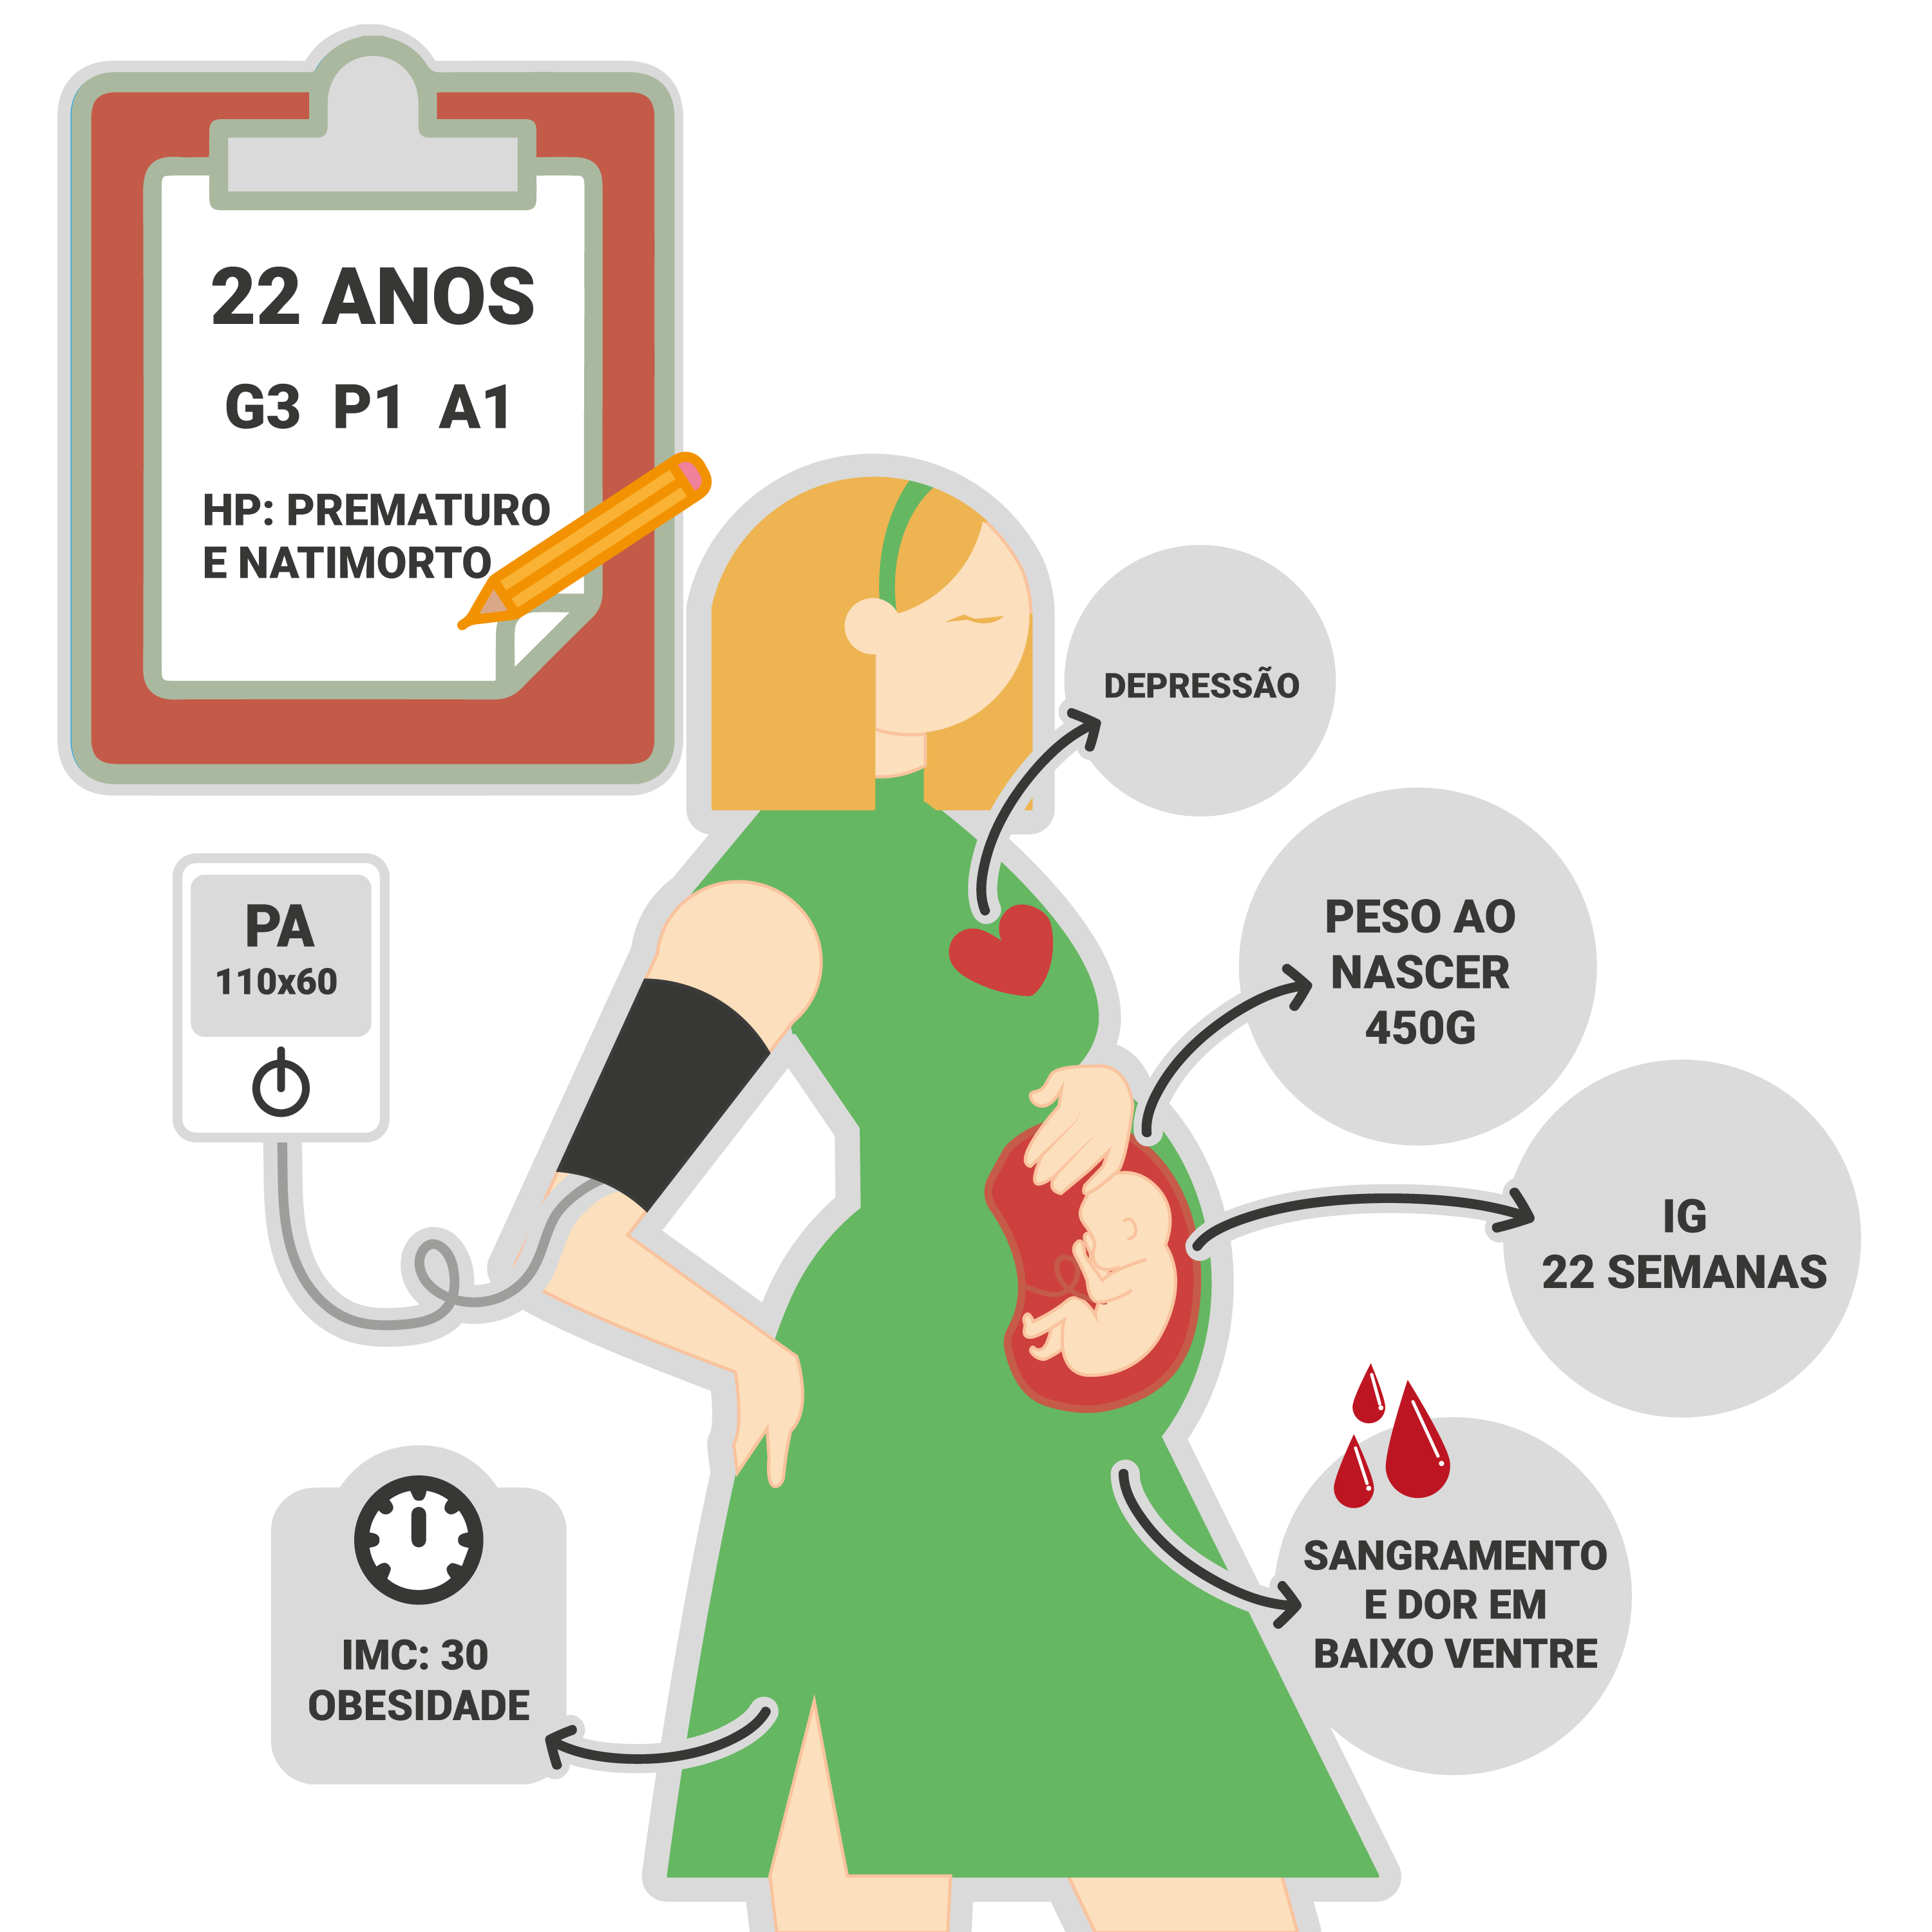 22 ANOS
G3 P1 A1
HP: PREMATURO
E NATIMORTO
DEPRESSÃO
PESO AO
NASCER
450G
PA
110x60
IG
22 SEMANAS
SANGRAMENTO
E DOR EM
BAIXO VENTRE
IMC: 30
OBESIDADE